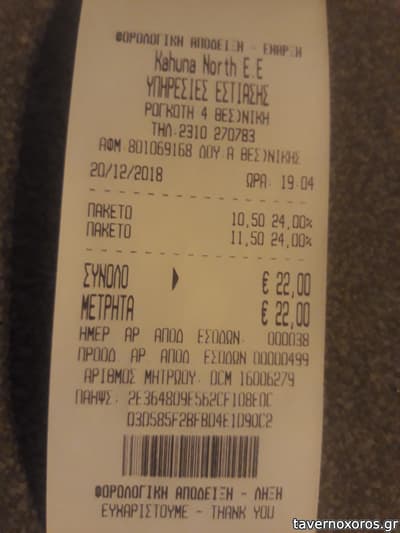 ΦΟΡΟΛΟΓΙΚΗ ΑΠΟΔΕΙΞΗ - ΕΝΑΡΞΗ
Kahuna North E.E
ΥΠΗΡΕΣΙΕΣ ΕΣΤΙΑΣΗΣ
ΡΟΓΚΟΤΗ 4 ΘΕΣ)ΝΙΚΗ
ΤΗΛ.2310 270783
ΑΦΜ 801069168 ΔΟΥ Α ΘΕΣ)ΝΙΚΗΣ
20/12/2018 ΩΡΑ. 19:04
ΠΑΚΕΤΟ 10,50 24,00%
ΠΑΚΕΤΟ 11,50 24,00%
ΣΥΝΟΛΟ € 22,00
ΜΕΤΡΗΤΑ € 22,00
ΗΜΕΡ ΑΡ ΑΠΟΔ ΕΣΟΔΩΝ. 000038
ΠΡΟΟΔ ΑΡ ΑΠΟΔ ΕΣΟΔΩΝ 00000499
ΑΡΙΘΜΟΣ ΜΗΤΡΩΟΥ. DCM 16006279
ΠΑΗΨΣ:
ΦΟΡΟΛΟΓΙΚΗ ΑΠΟΔΕΙΞΗ - ΛΗΞΗ
ΕΥΧΑΡΙΣΤΟΥΜΕ - THANK YOU
tavernoxoros.gr